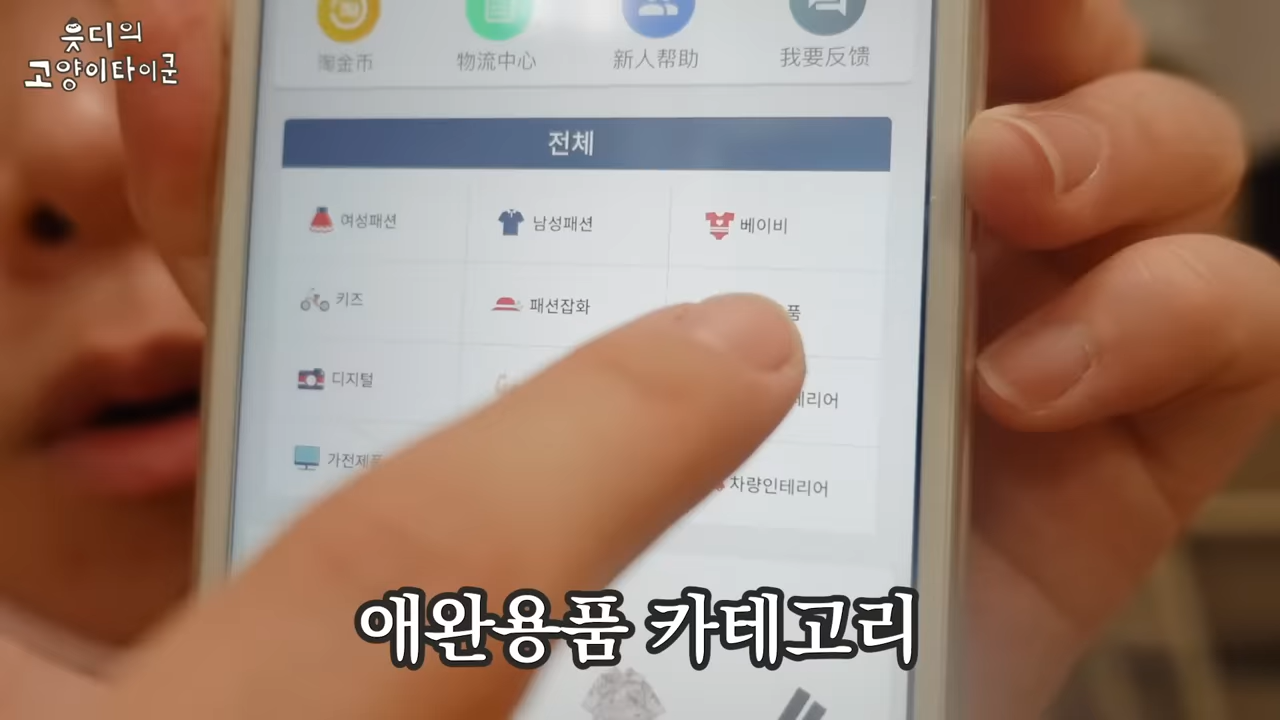 읏디의
고양이타이쿤
淘金币 物流中心 新人帮助 我要反馈
전체
여성패션 남성패션 베이비
키즈 패션잡화 품
디지털 테리어
가전제품 차량인테리어
애완용품 카테고리